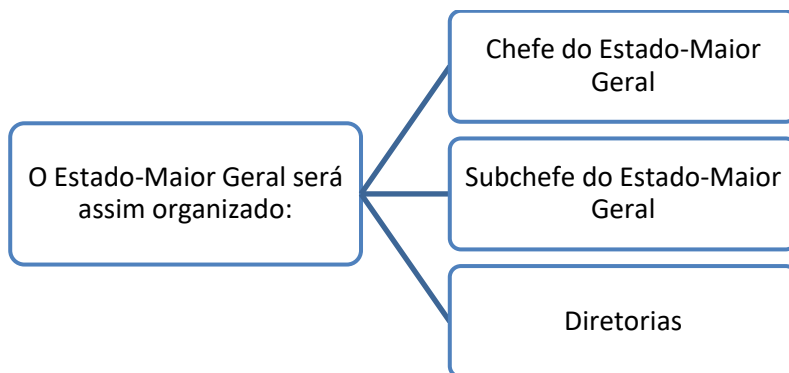 O Estado-Maior Geral será
assim organizado:
Chefe do Estado-Maior
Geral
Subchefe do Estado-Maior
Geral
Diretorias